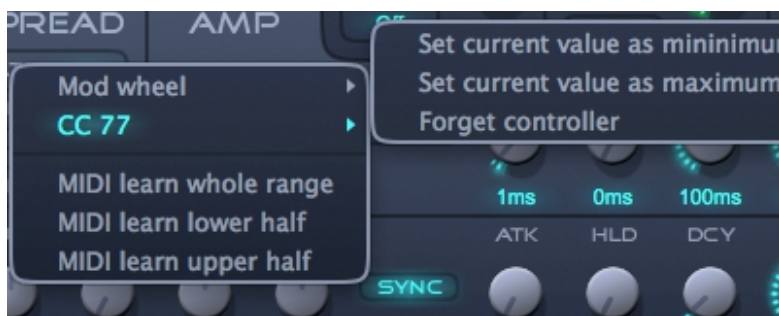 PREAD AMP
Off
Mod wheel
CC 77
MIDI learn whole range
MIDI learn lower half
MIDI learn upper half
Set current value as mininimu
Set current value as maximum
Forget controller
1ms 0ms 100ms
ATK HLD DCY
SYNC